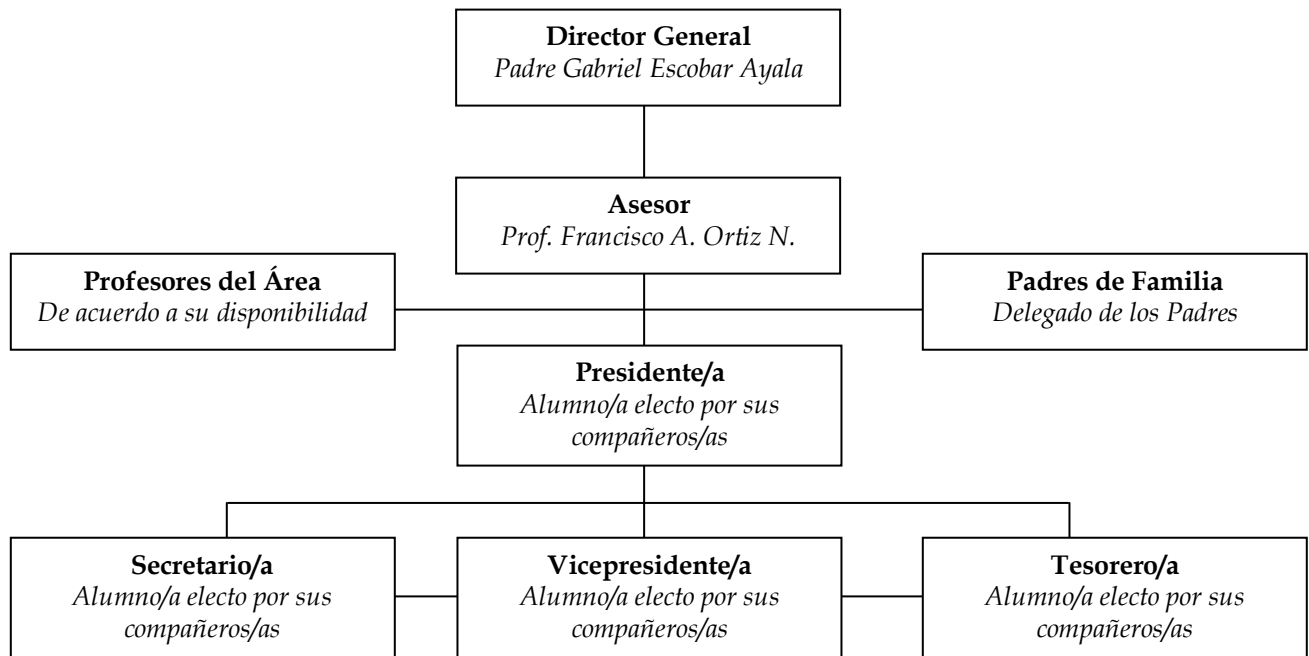 Director General
Padre Gabriel Escobar Ayala
Asesor
Prof. Francisco A. Ortiz N.
Profesores del Área
De acuerdo a su disponibilidad
Padres de Familia
Delegado de los Padres
Presidente/a
Alumno/a electo por sus
compañeros/as
Secretario/a
Alumno/a electo por sus
compañeros/as
Vicepresidente/a
Alumno/a electo por sus
compañeros/as
Tesorero/a
Alumno/a electo por sus
compañeros/as